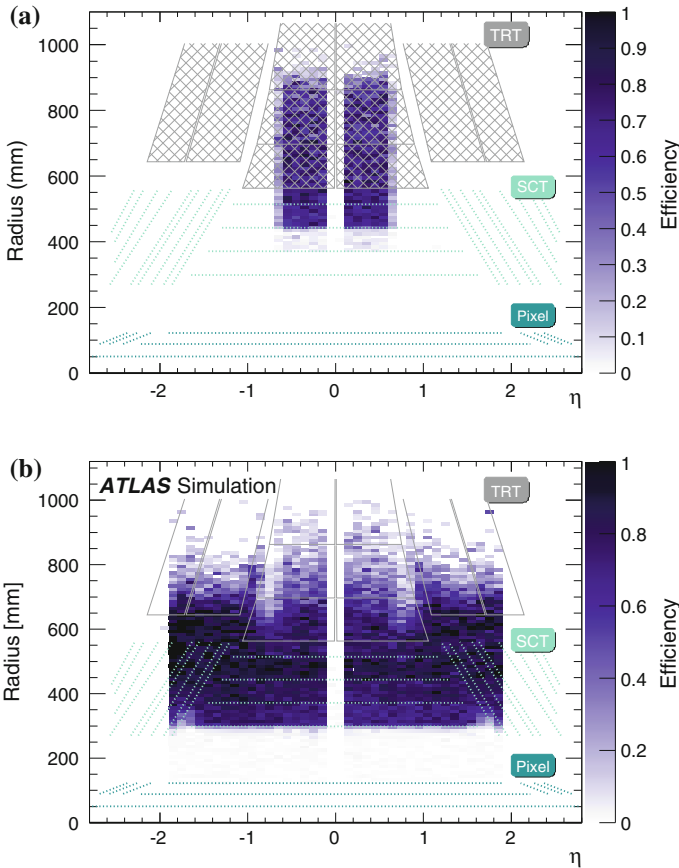 (a)
TRT
SCT
Pixel
Radius (mm)
1000
800
600
400
200
0
-2
-1
0
1
2
η
1
0.9
0.8
0.7
0.6
0.5
0.4
0.3
0.2
0.1
0
Efficiency
(b)
ATLAS Simulation
TRT
SCT
Pixel
Radius [mm]
1000
800
600
400
200
0
-2
-1
0
1
2
η
1
0.8
0.6
0.4
0.2
0
Efficiency